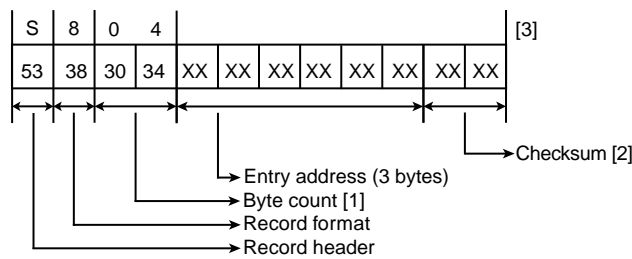 S 8 0 4 [3]
53 38 30 34 XX XX XX XX XX XX XX XX
Checksum [2]
Entry address (3 bytes)
Byte count [1]
Record format
Record header